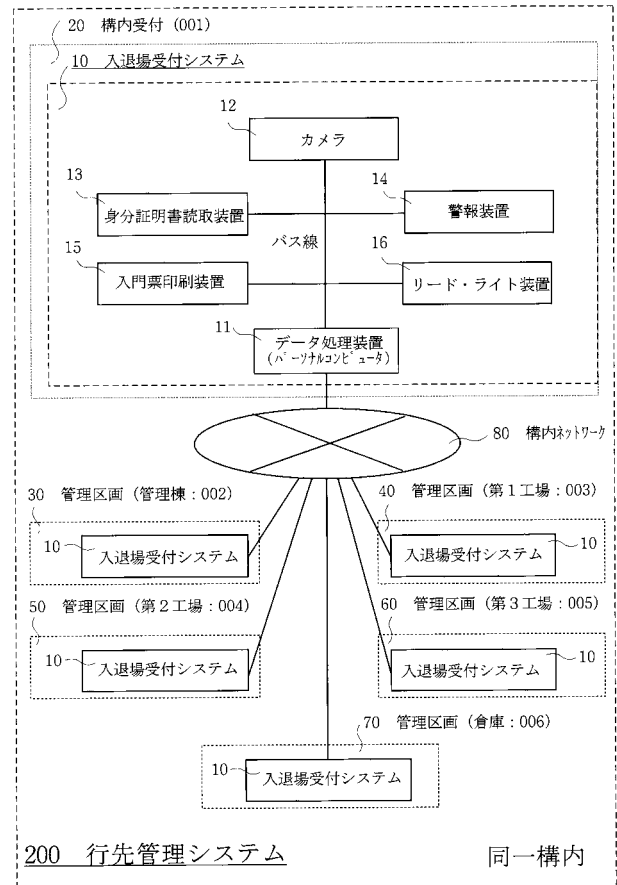 20 構内受付 (001)
10 入退場受付システム
12
カメラ
13
身分証明書読取装置
14
警報装置
バス線
15
入門票印刷装置
16
リード・ライト装置
11
データ処理装置
(パーソナルコンピュータ)
80 構内ネットワーク
30 管理区画 (管理棟:002)
10
入退場受付システム
40 管理区画 (第1工場:003)
入退場受付システム
10
50 管理区画 (第2工場:004)
10
入退場受付システム
60 管理区画 (第3工場:005)
入退場受付システム
10
70 管理区画 (倉庫:006)
10
入退場受付システム
200 行先管理システム
同一構内